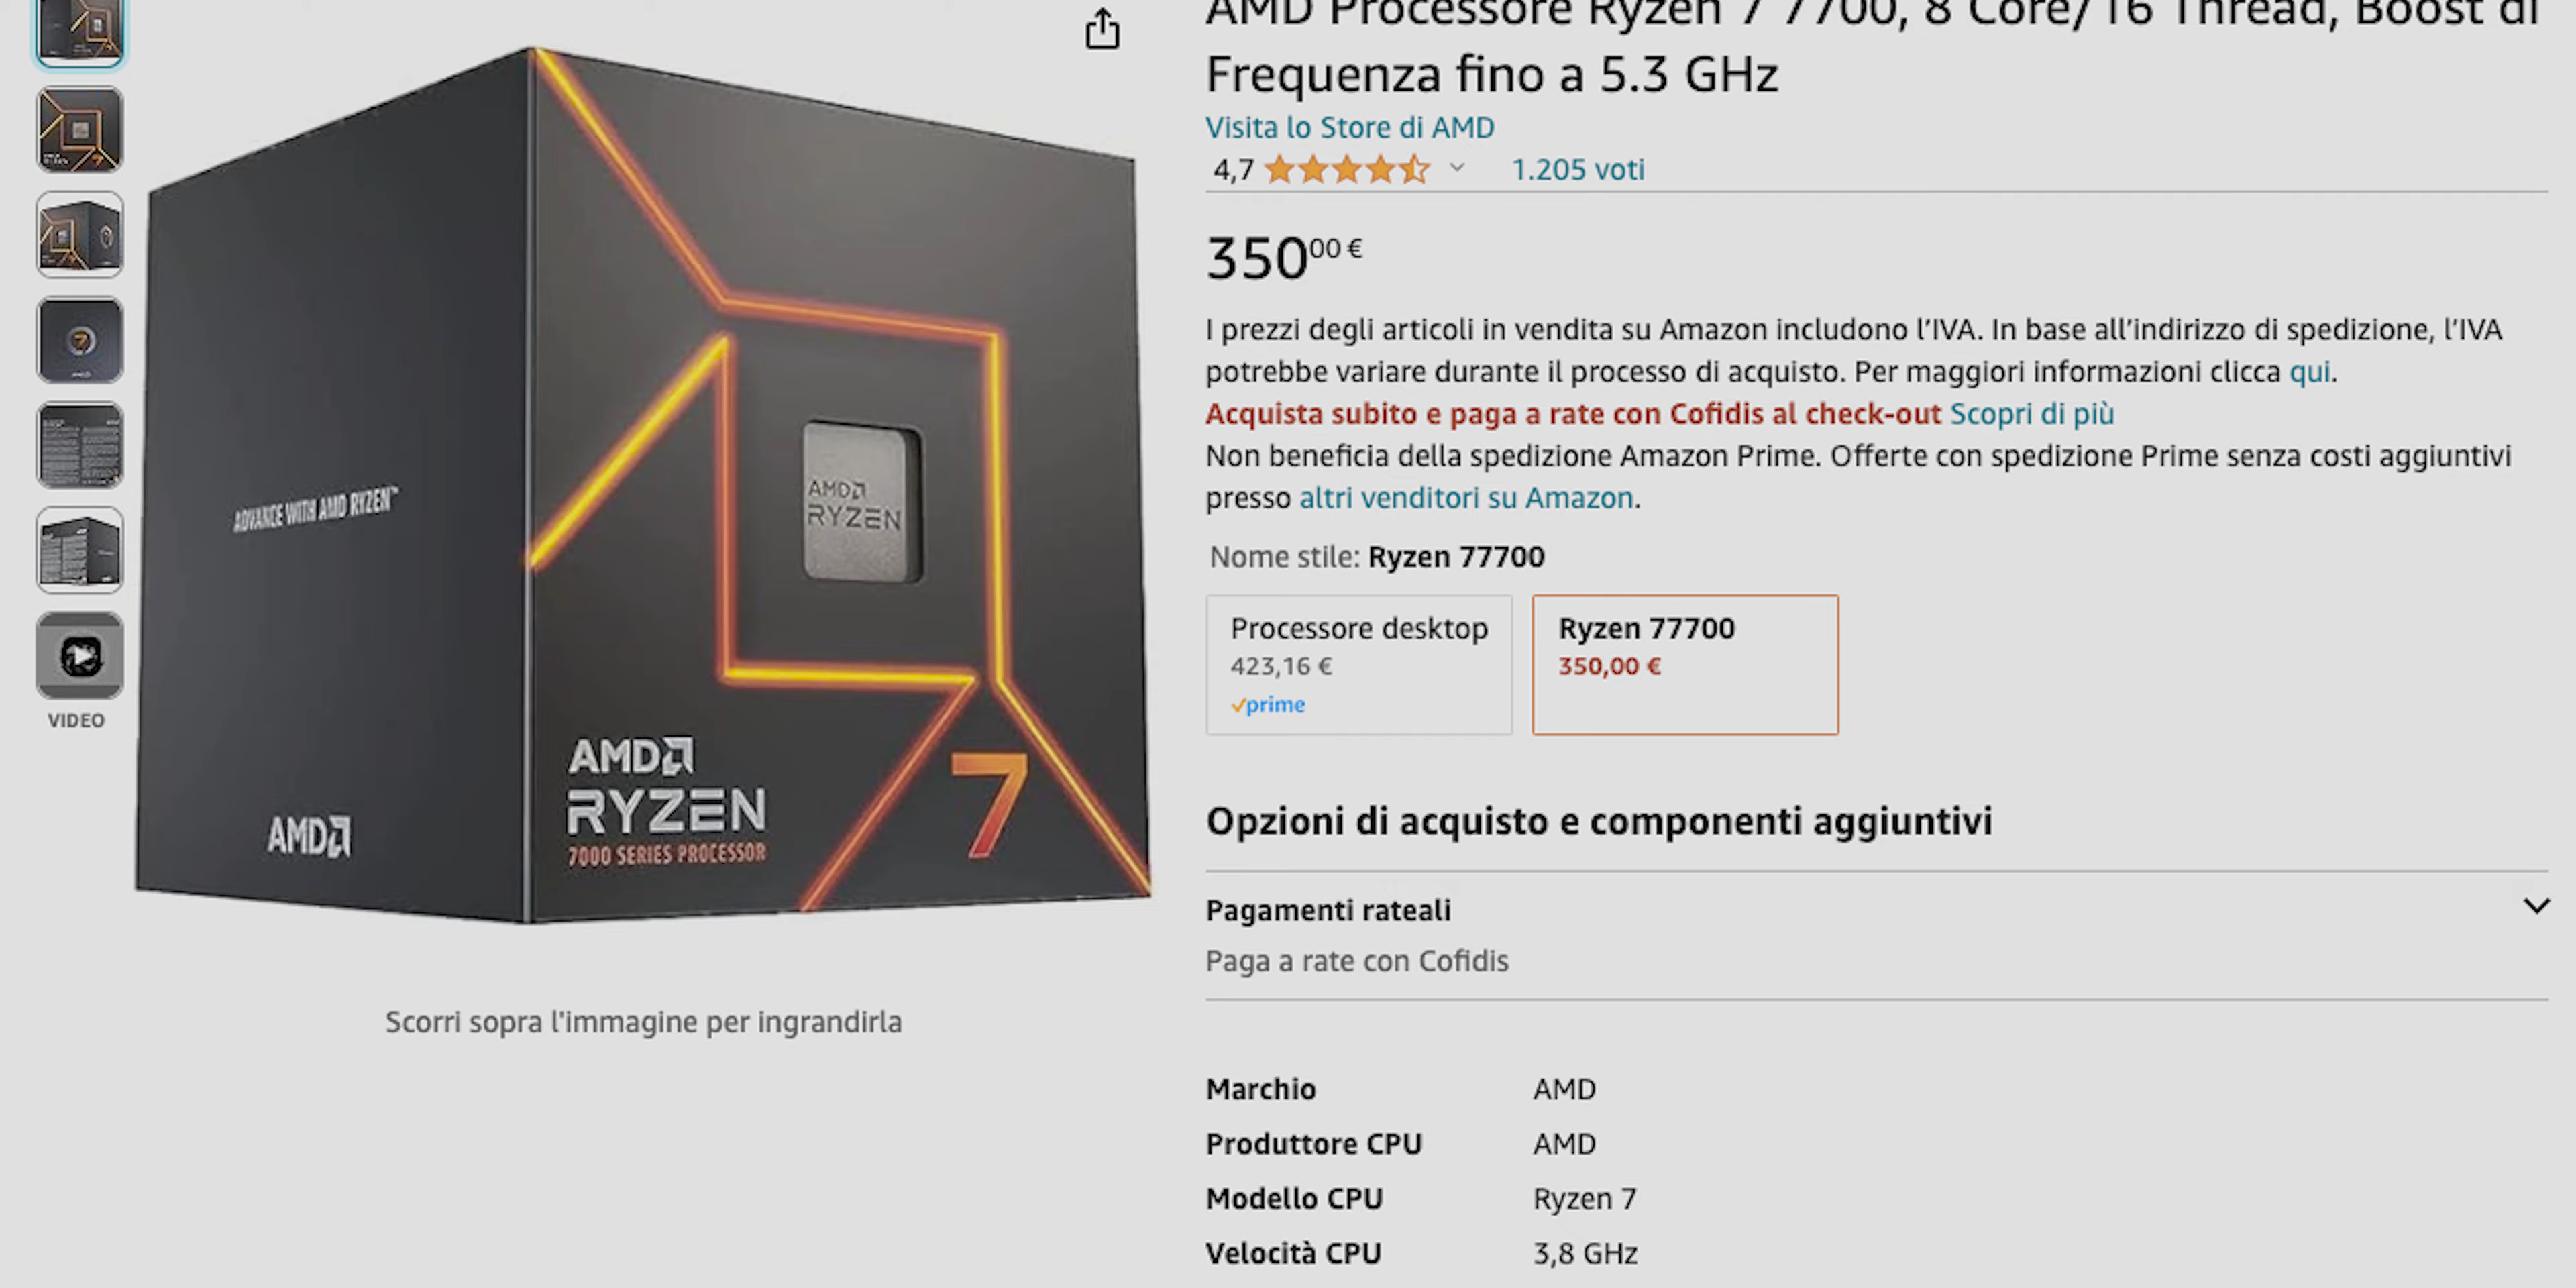 AMD Processore Ryzen 7 7700, 8 Core/16 Thread, Boost di
Frequenza fino a 5.3 GHz
Visita lo Store di AMD
4,7
1.205 voti
35000 €
I prezzi degli articoli in vendita su Amazon includono l'IVA. In base all'indirizzo di spedizione, l'IVA
potrebbe variare durante il processo di acquisto. Per maggiori informazioni clicca qui.
Acquista subito e paga a rate con Cofidis al check-out Scopri di più
Non beneficia della spedizione Amazon Prime. Offerte con spedizione Prime senza costi aggiuntivi
presso altri venditori su Amazon.
Nome stile: Ryzen 77700
Processore desktop
423,16 €
prime
Ryzen 77700
350,00 €
Opzioni di acquisto e componenti aggiuntivi
Pagamenti rateali
Paga a rate con Cofidis
Marchio AMD
Produttore CPU AMD
Modello CPU Ryzen 7
Velocità CPU 3,8 GHz
ADVANCE WITH AMD RYZEN™
AMD
AMD
RYZEN
AMD
RYZEN
7000 SERIES PROCESSOR
7
VIDEO
Scorri sopra l'immagine per ingrandirla